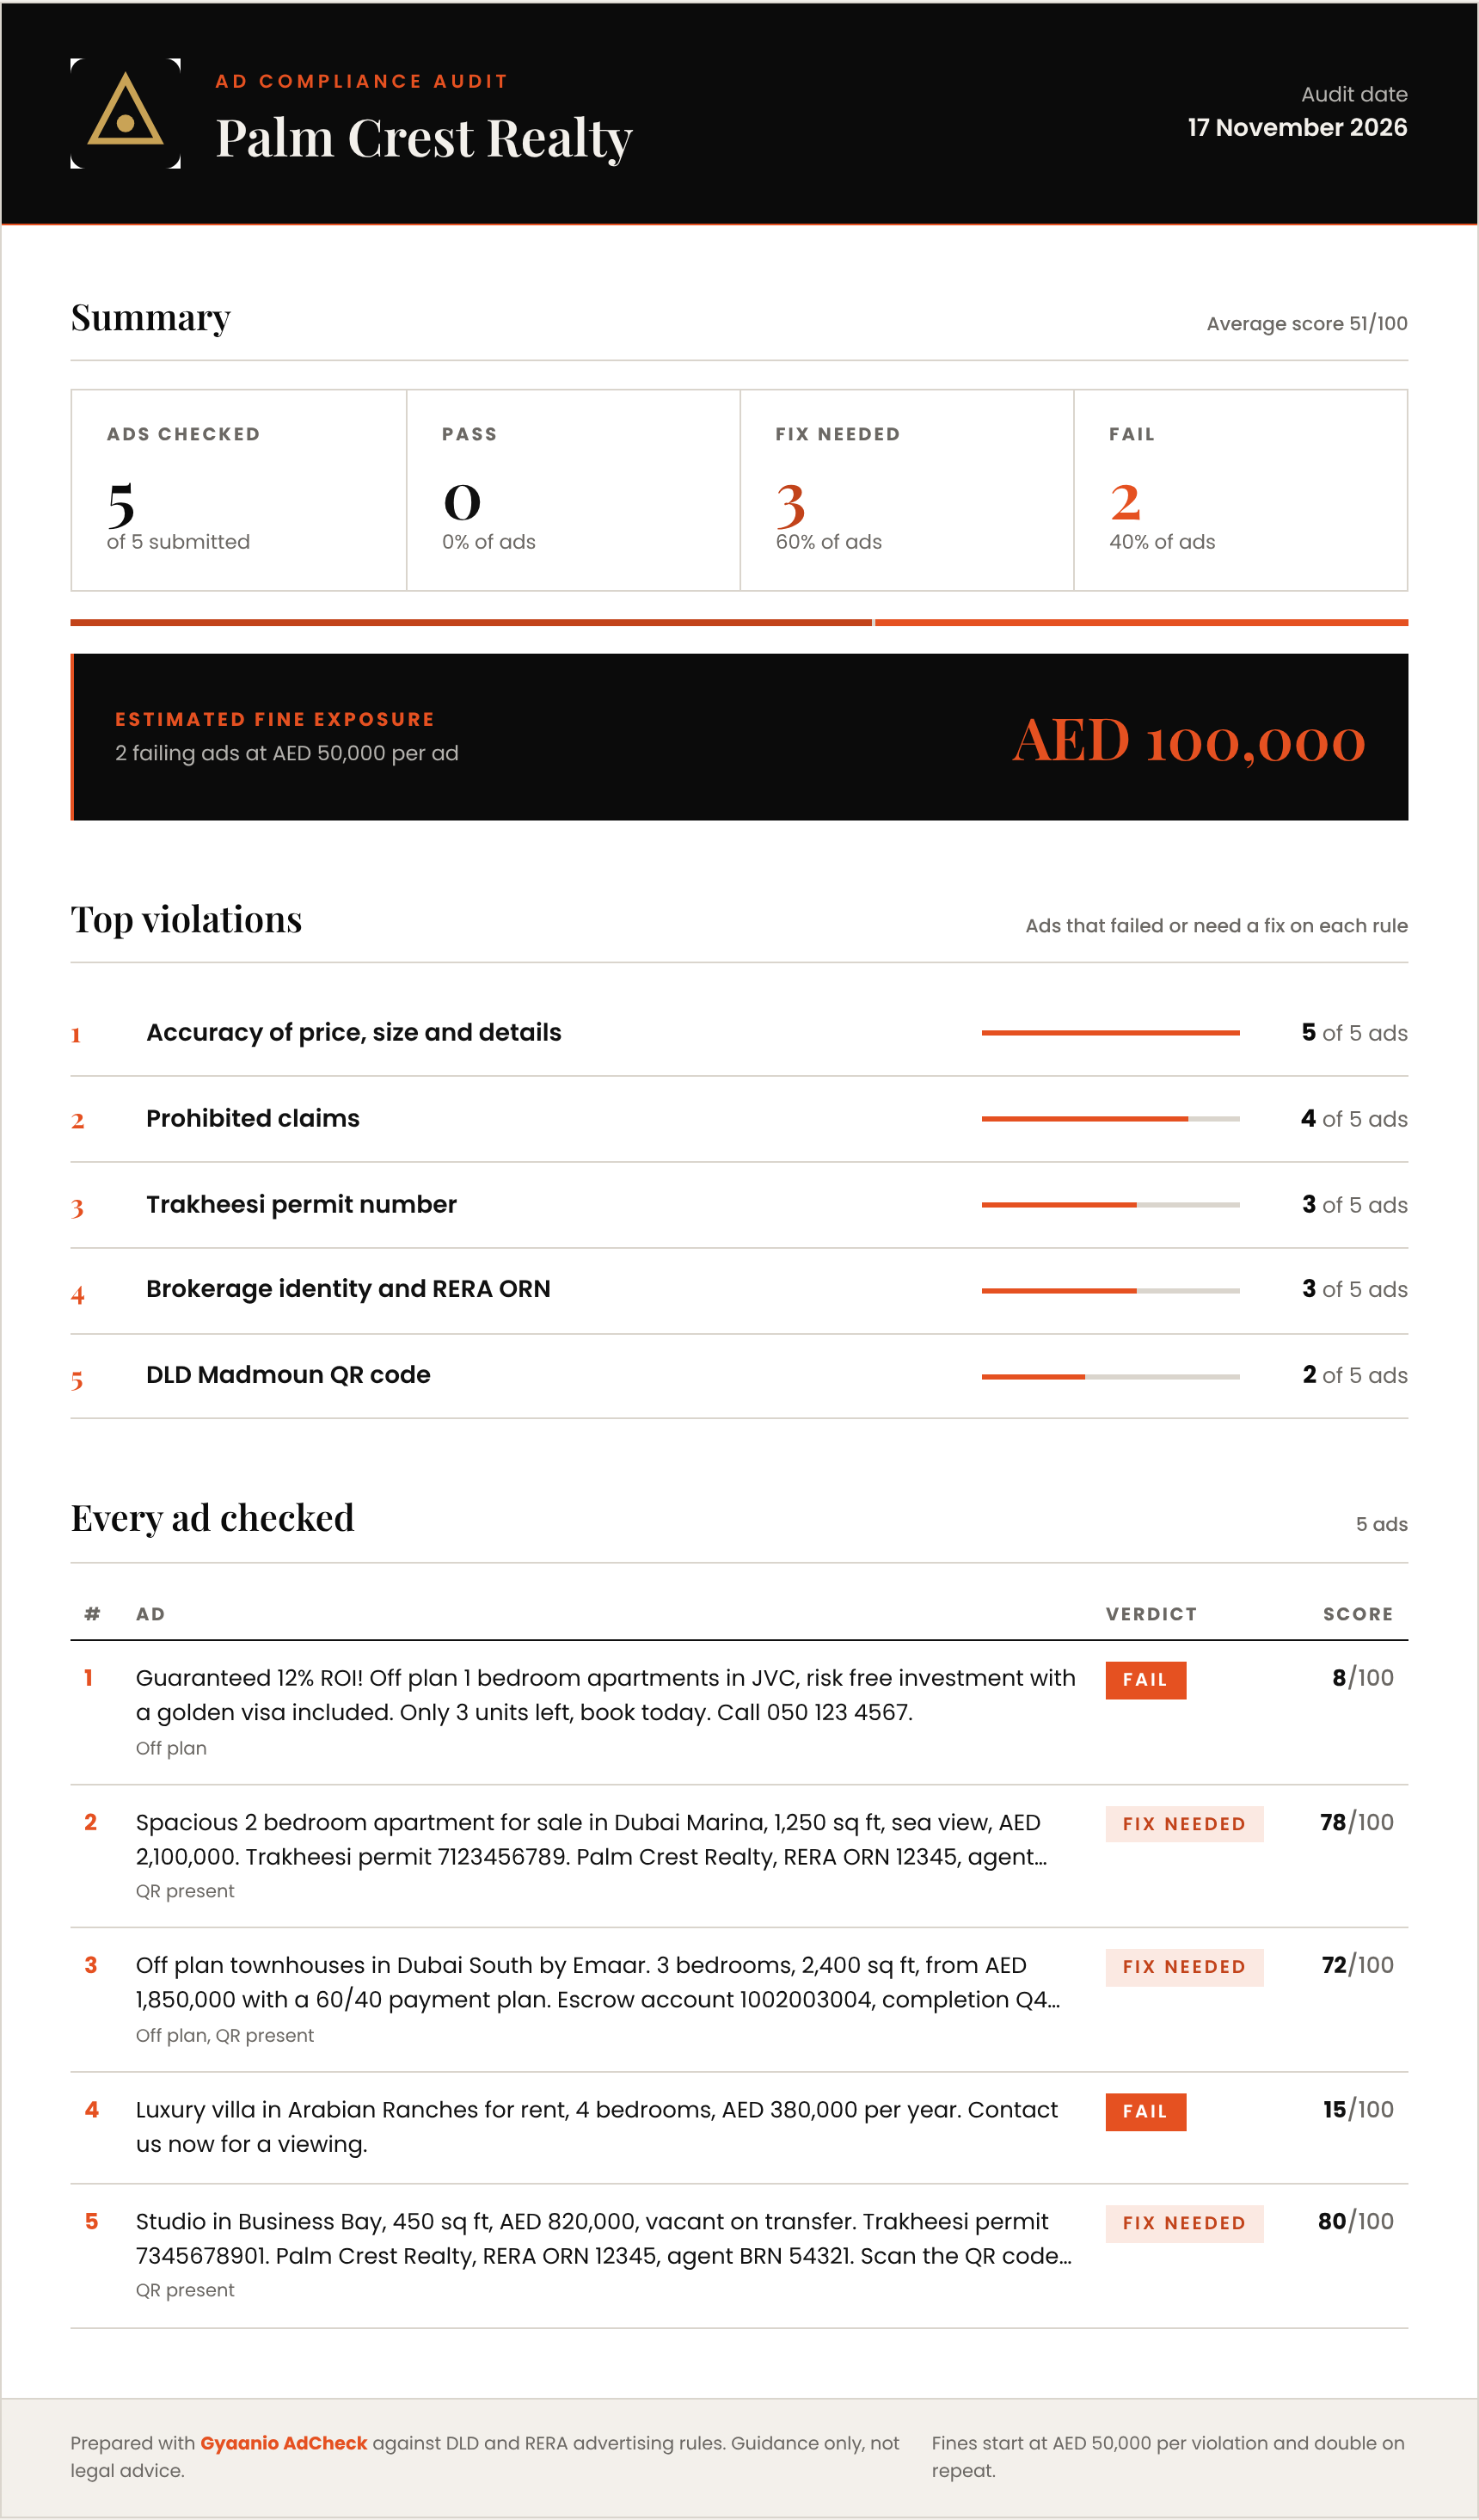 AD COMPLIANCE AUDIT
Palm Crest Realty
Audit date
17 November 2026
Summary
Average score 51/100
ADS CHECKED
5
of 5 submitted
PASS
0
0% of ads
FIX NEEDED
3
60% of ads
FAIL
2
40% of ads
ESTIMATED FINE EXPOSURE
2 failing ads at AED 50,000 per ad
AED 100,000
Top violations
Ads that failed or need a fix on each rule
1 Accuracy of price, size and details 5 of 5 ads
2 Prohibited claims 4 of 5 ads
3 Trakheesi permit number 3 of 5 ads
4 Brokerage identity and RERA ORN 3 of 5 ads
5 DLD Madmoun QR code 2 of 5 ads
Every ad checked
5 ads
# AD VERDICT SCORE
1 Guaranteed 12% ROI! Off plan 1 bedroom apartments in JVC, risk free investment with FAIL 8/100
a golden visa included. Only 3 units left, book today. Call 050 123 4567.
Off plan
2 Spacious 2 bedroom apartment for sale in Dubai Marina, 1,250 sq ft, sea view, AED FIX NEEDED 78/100
2,100,000. Trakheesi permit 7123456789. Palm Crest Realty, RERA ORN 12345, agent...
QR present
3 Off plan townhouses in Dubai South by Emaar. 3 bedrooms, 2,400 sq ft, from AED FIX NEEDED 72/100
1,850,000 with a 60/40 payment plan. Escrow account 1002003004, completion Q4...
Off plan, QR present
4 Luxury villa in Arabian Ranches for rent, 4 bedrooms, AED 380,000 per year. Contact FAIL 15/100
us now for a viewing.
5 Studio in Business Bay, 450 sq ft, AED 820,000, vacant on transfer. Trakheesi permit FIX NEEDED 80/100
7345678901. Palm Crest Realty, RERA ORN 12345, agent BRN 54321. Scan the QR code...
QR present
Prepared with Gyaanio AdCheck against DLD and RERA advertising rules. Guidance only, not
legal advice.
Fines start at AED 50,000 per violation and double on
repeat.